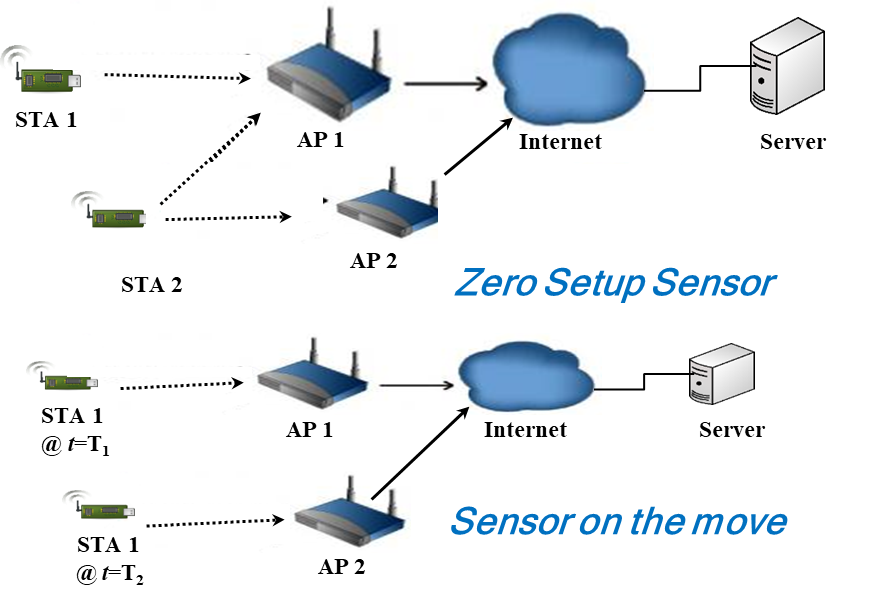 STA 1
AP 1
Internet
Server
STA 2
AP 2
Zero Setup Sensor
STA 1
@ t=T1
AP 1
Internet
Server
STA 1
@ t=T2
AP 2
Sensor on the move